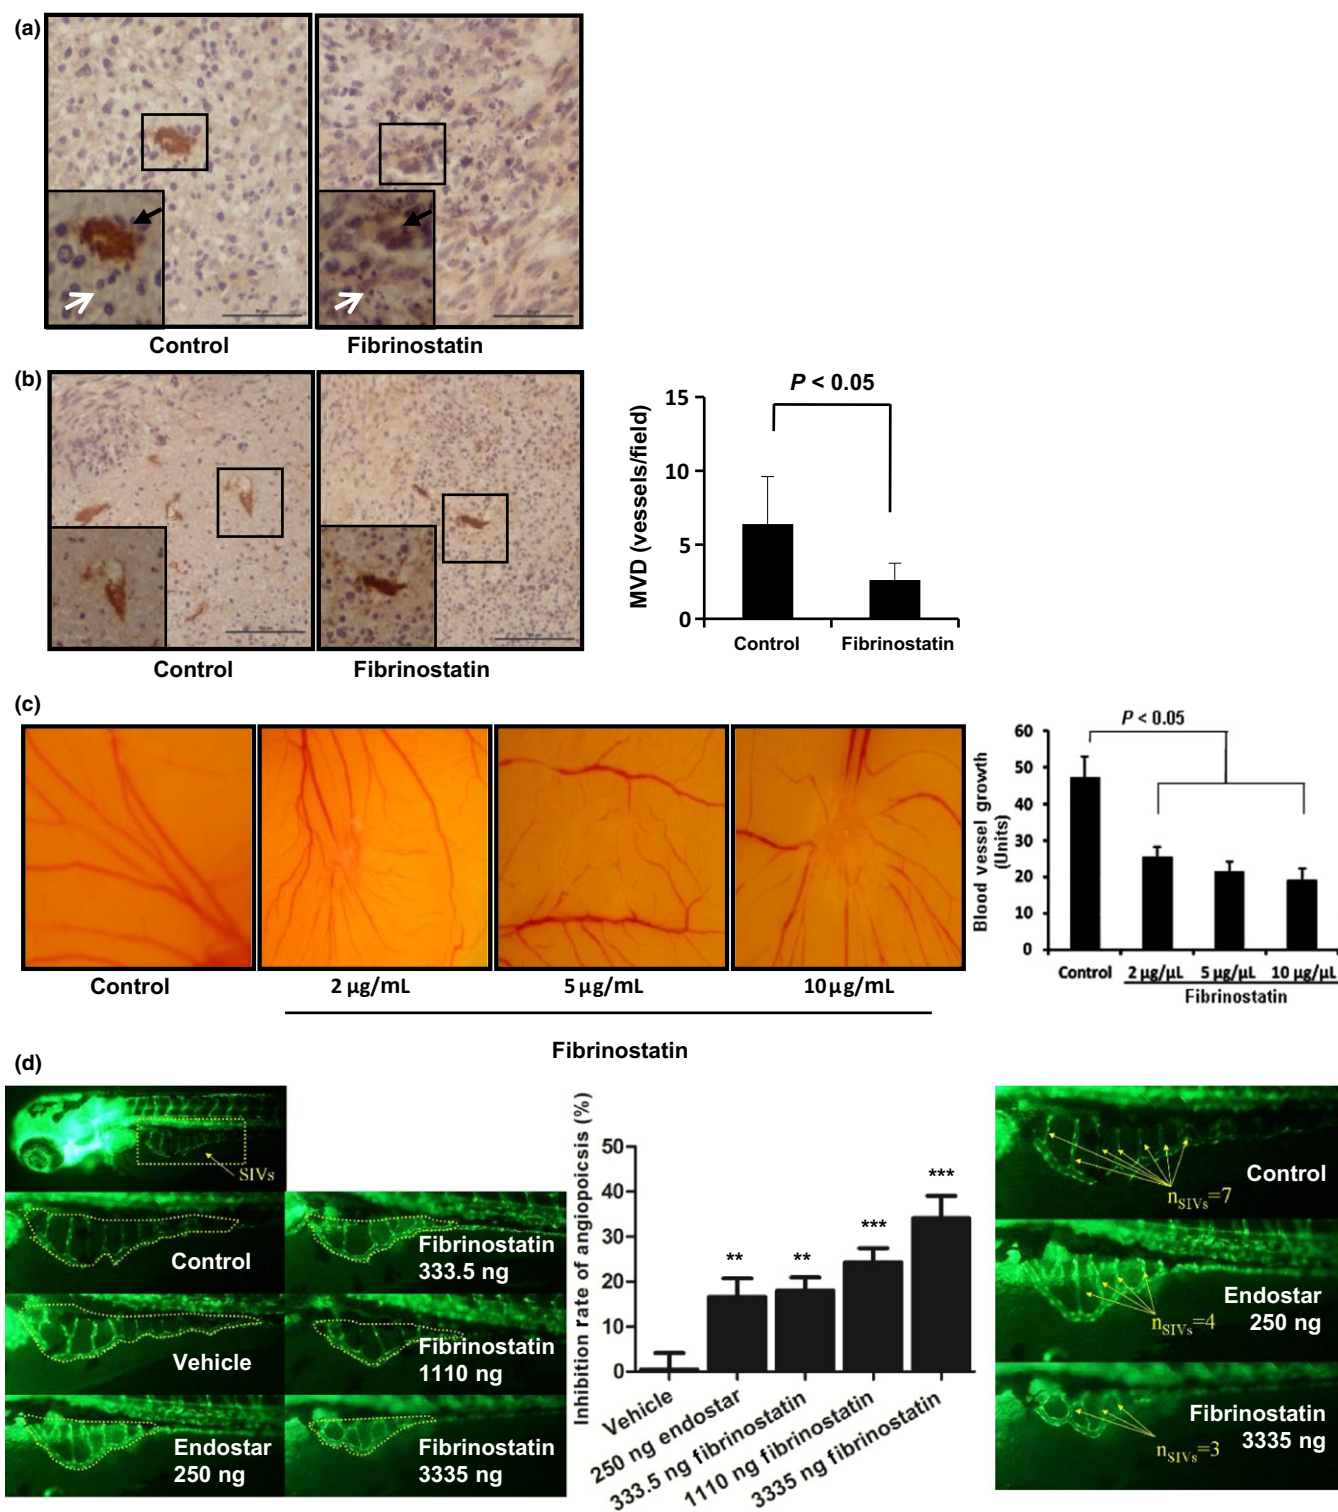 (a)
Control
Fibrinostatin
(b)
Control
Fibrinostatin
P < 0.05
MVD (vessels/field)
15
10
5
0
Control
Fibrinostatin
(c)
Control
2 µg/mL
5 µg/mL
10 µg/mL
Fibrinostatin
P < 0.05
Blood vessel growth
(Units)
60
50
40
30
20
10
0
Control
2 µg/µL
5 µg/µL
10 µg/µL
Fibrinostatin
(d)
SIVs
Control
Fibrinostatin
333.5 ng
Vehicle
Fibrinostatin
1110 ng
Endostar
250 ng
Fibrinostatin
3335 ng
Inhibition rate of angiopoicsis (%)
50
40
30
20
10
0
**
**
***
***
Vehicle
250 ng endostar
333.5 ng fibrinostatin
1110 ng fibrinostatin
3335 ng fibrinostatin
nSIVs=7
Control
nSIVs=4
Endostar
250 ng
nSIVs=3
Fibrinostatin
3335 ng